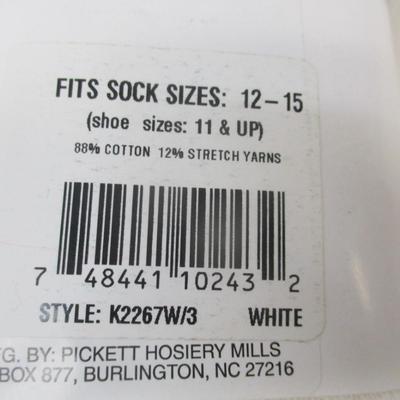 FITS SOCK SIZES: 12-15
(shoe sizes: 11 & UP)
88% COTTON 12% STRETCH YARNS
7 48441 10243 2
STYLE: K2267W/3 WHITE
G. BY: PICKETT HOSIERY MILLS
BOX 877, BURLINGTON, NC 27216